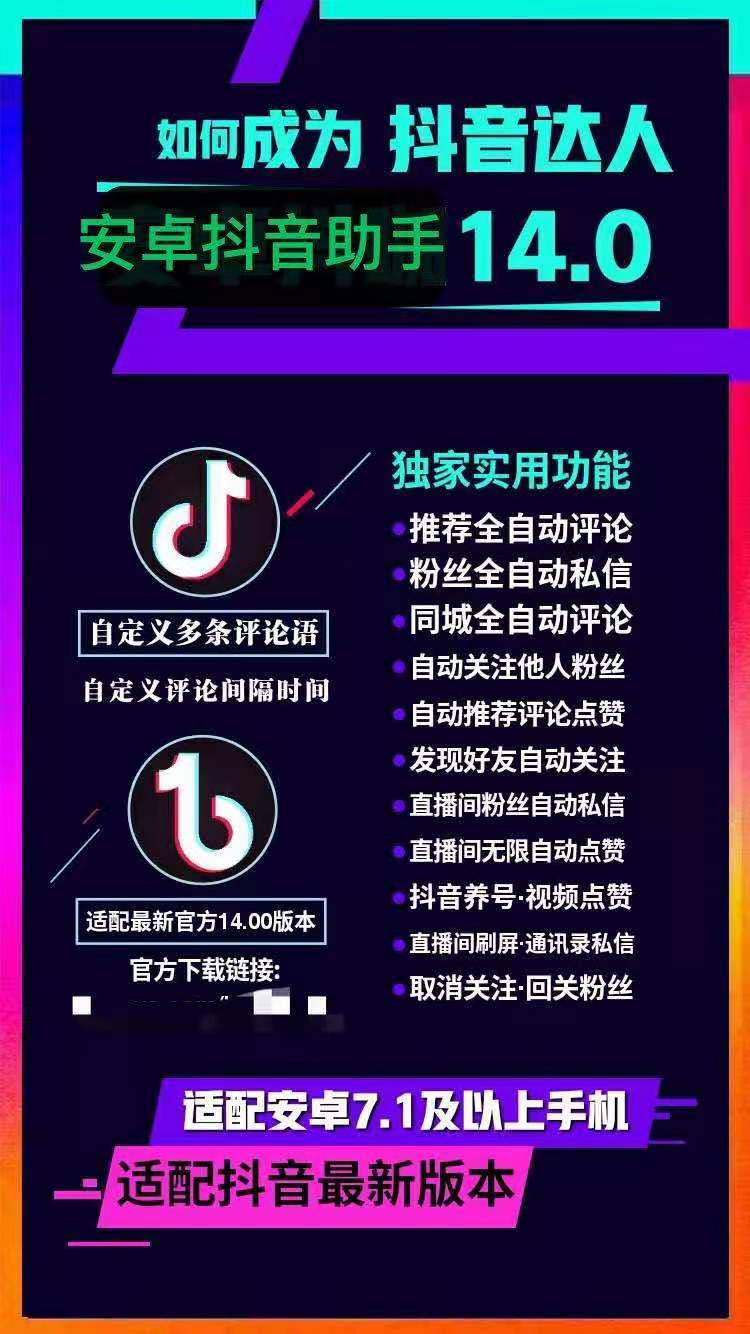 如何成为 抖音达人
安卓抖音助手 14.0
独家实用功能
推荐全自动评论
粉丝全自动私信
同城全自动评论
自动关注他人粉丝
自动推荐评论点赞
发现好友自动关注
直播间粉丝自动私信
直播间无限自动点赞
抖音养号·视频点赞
直播间刷屏·通讯录私信
取消关注·回关粉丝
自定义多条评论语
自定义评论间隔时间
适配最新官方14.00版本
官方下载链接:
适配安卓7.1及以上手机
适配抖音最新版本